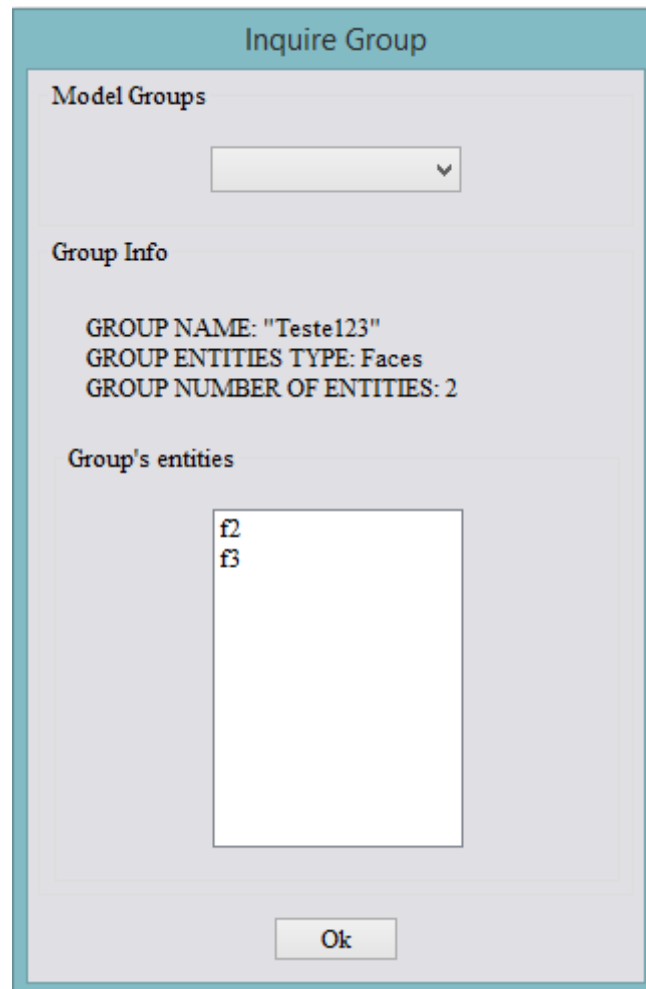 Inquire Group
Model Groups
Group Info
GROUP NAME: "Teste123"
GROUP ENTITIES TYPE: Faces
GROUP NUMBER OF ENTITIES: 2
Group's entities
f2
f3
Ok